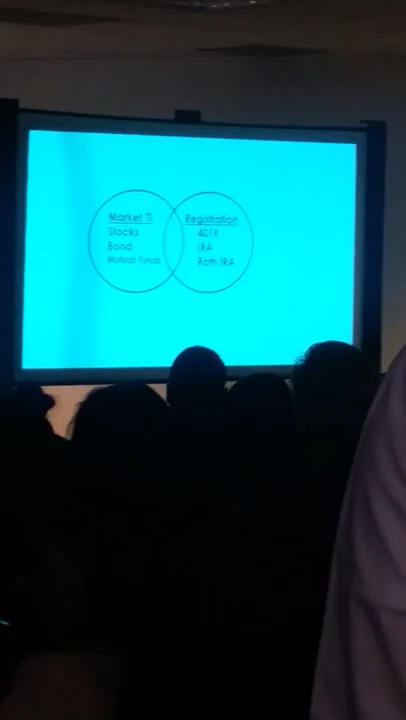 Market %
Stocks
Bond
Mutual Funds
Registration
401K
IRA
Roth IRA